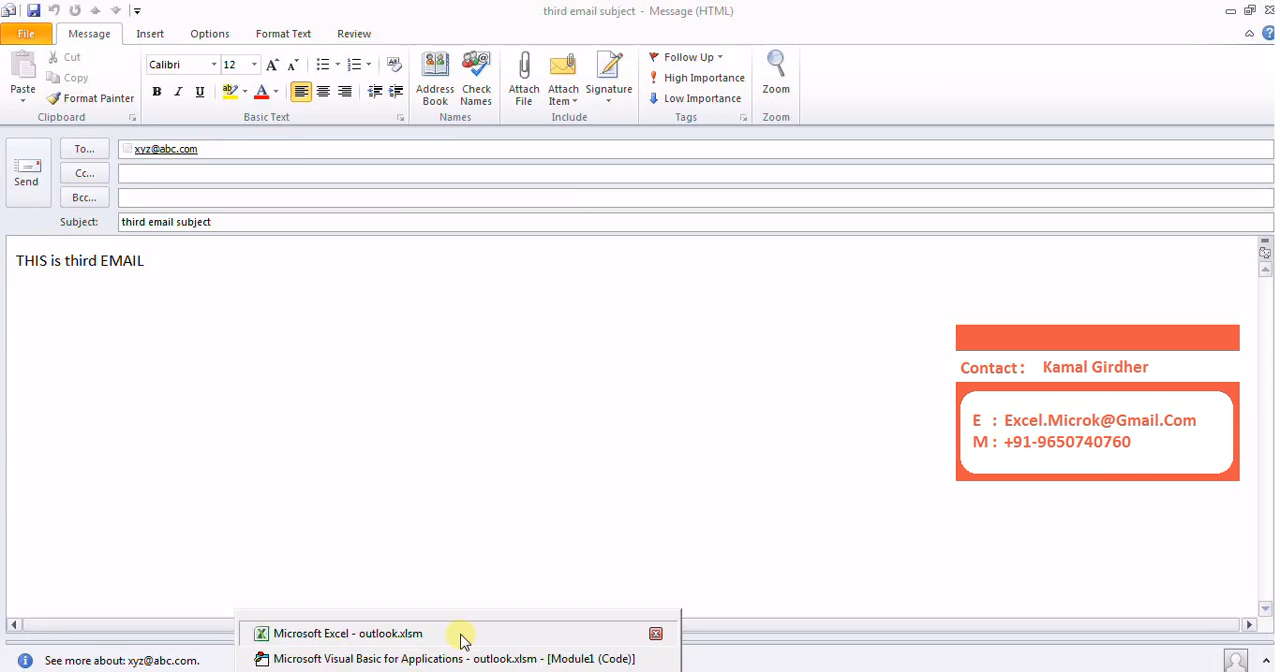 third email subject - Message (HTML)
File Message Insert Options Format Text Review
Paste
Cut
Copy
Format Painter
Clipboard
Calibri 12
B I U
Basic Text
Address Book
Check Names
Names
Attach File
Attach Item
Signature
Include
Follow Up
High Importance
Low Importance
Tags
Zoom
Zoom
Send
To... xyz@abc.com
Cc...
Bcc...
Subject: third email subject
THIS is third EMAIL
Contact : Kamal Girdher
E : Excel.Microk@Gmail.Com
M : +91-9650740760
Microsoft Excel - outlook.xlsm
Microsoft Visual Basic for Applications - outlook.xlsm - [Module1 (Code)]
See more about: xyz@abc.com.